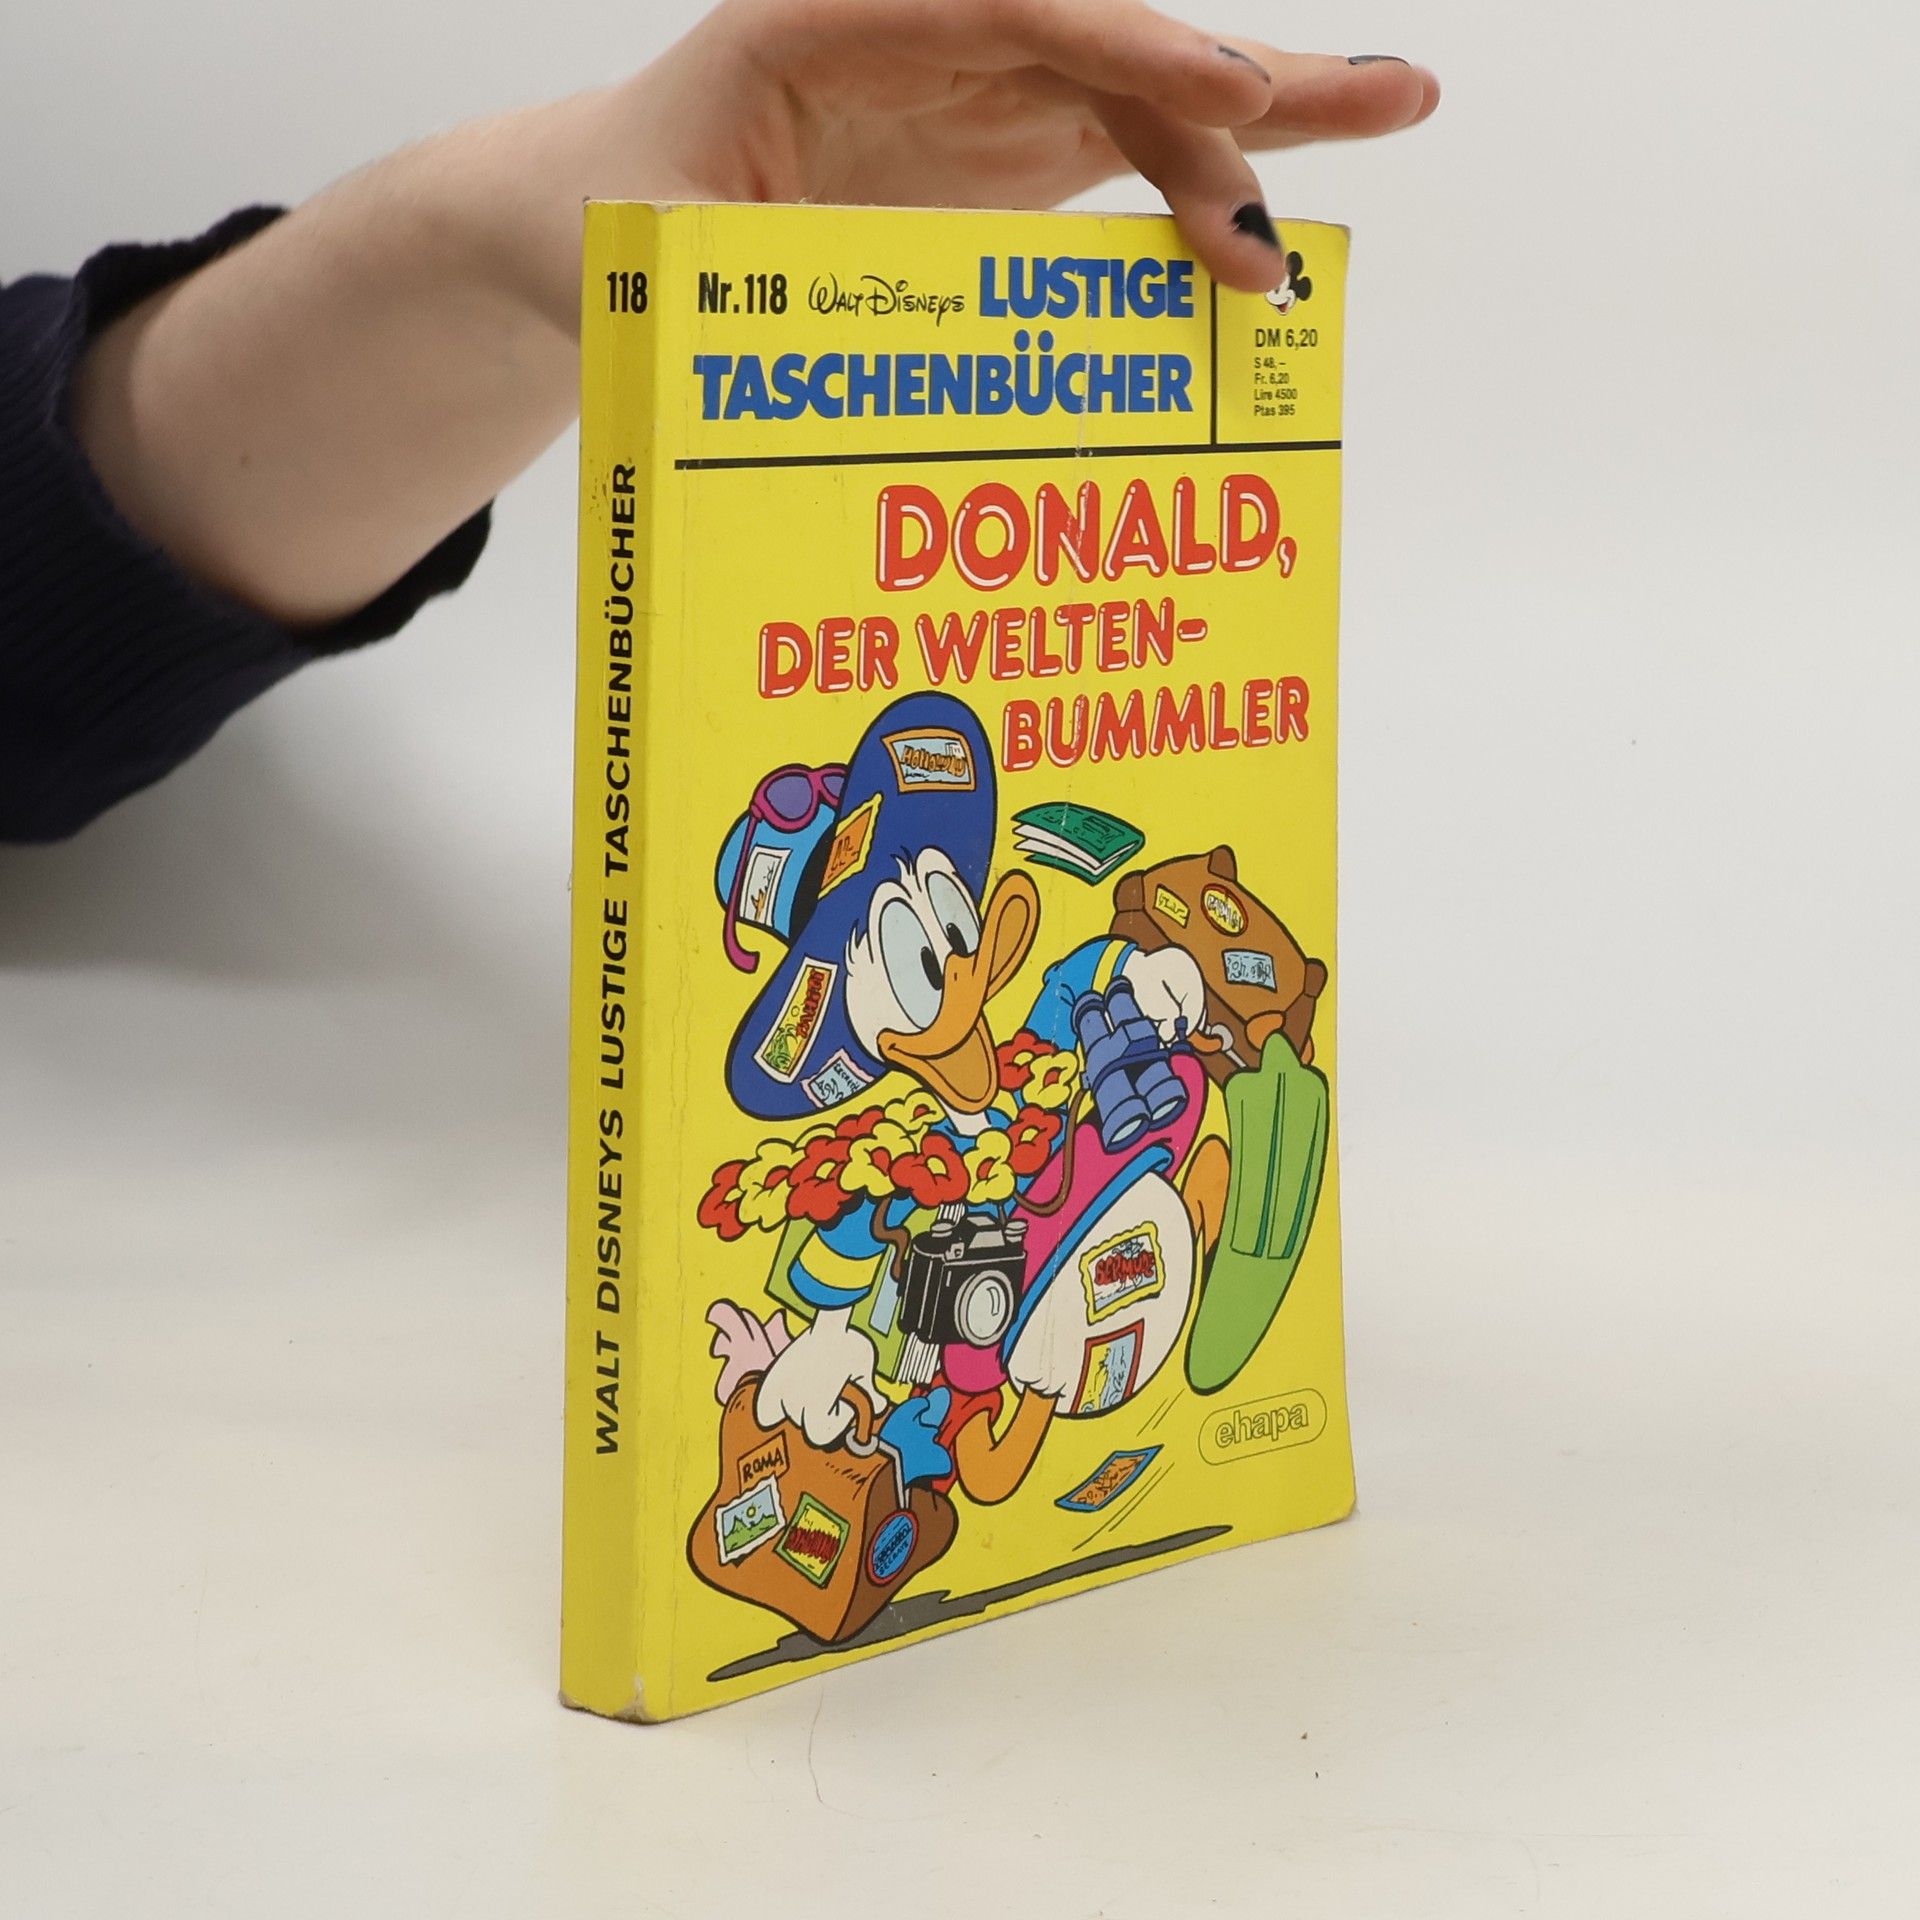 118
WALT DISNEYS LUSTIGE TASCHENBÜCHER
Nr.118 WALT DISNEYS LUSTIGE
TASCHENBÜCHER
DM 6,20
S 48,–
Fr. 6,20
Lire 4500
Ptas 395
DONALD,
DER WELTEN-
BUMMLER
HONOLULU
ROMA
ehapa